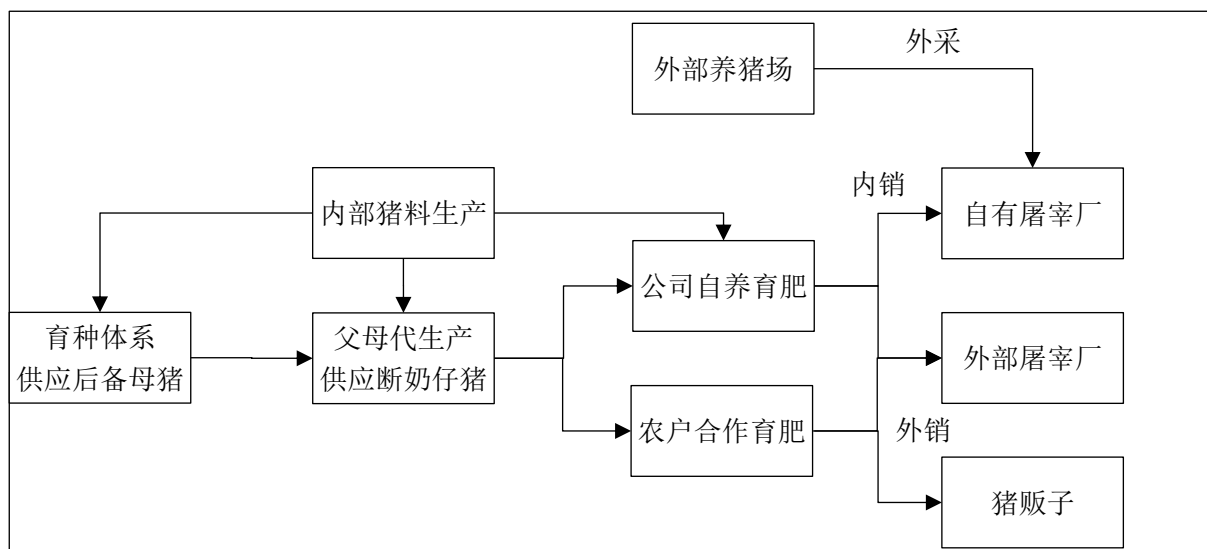 外部养猪场
外采
内部猪料生产
内销
自有屠宰厂
公司自养育肥
育种体系
供应后备母猪
父母代生产
供应断奶仔猪
外部屠宰厂
农户合作育肥
外销
猪贩子